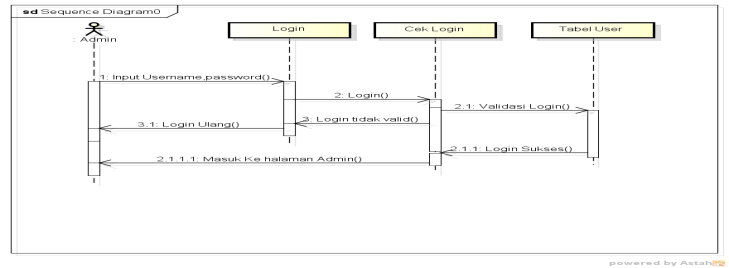 sd Sequence Diagram0
Login
Cek Login
Tabel User
: Admin
1: Input Username,password()
2: Login()
2.1: Validasi Login()
3: Login tidak valid()
3.1: Login Ulang()
2.1.1: Login Sukses()
2.1.1.1: Masuk Ke halaman Admin()
powered by Astah